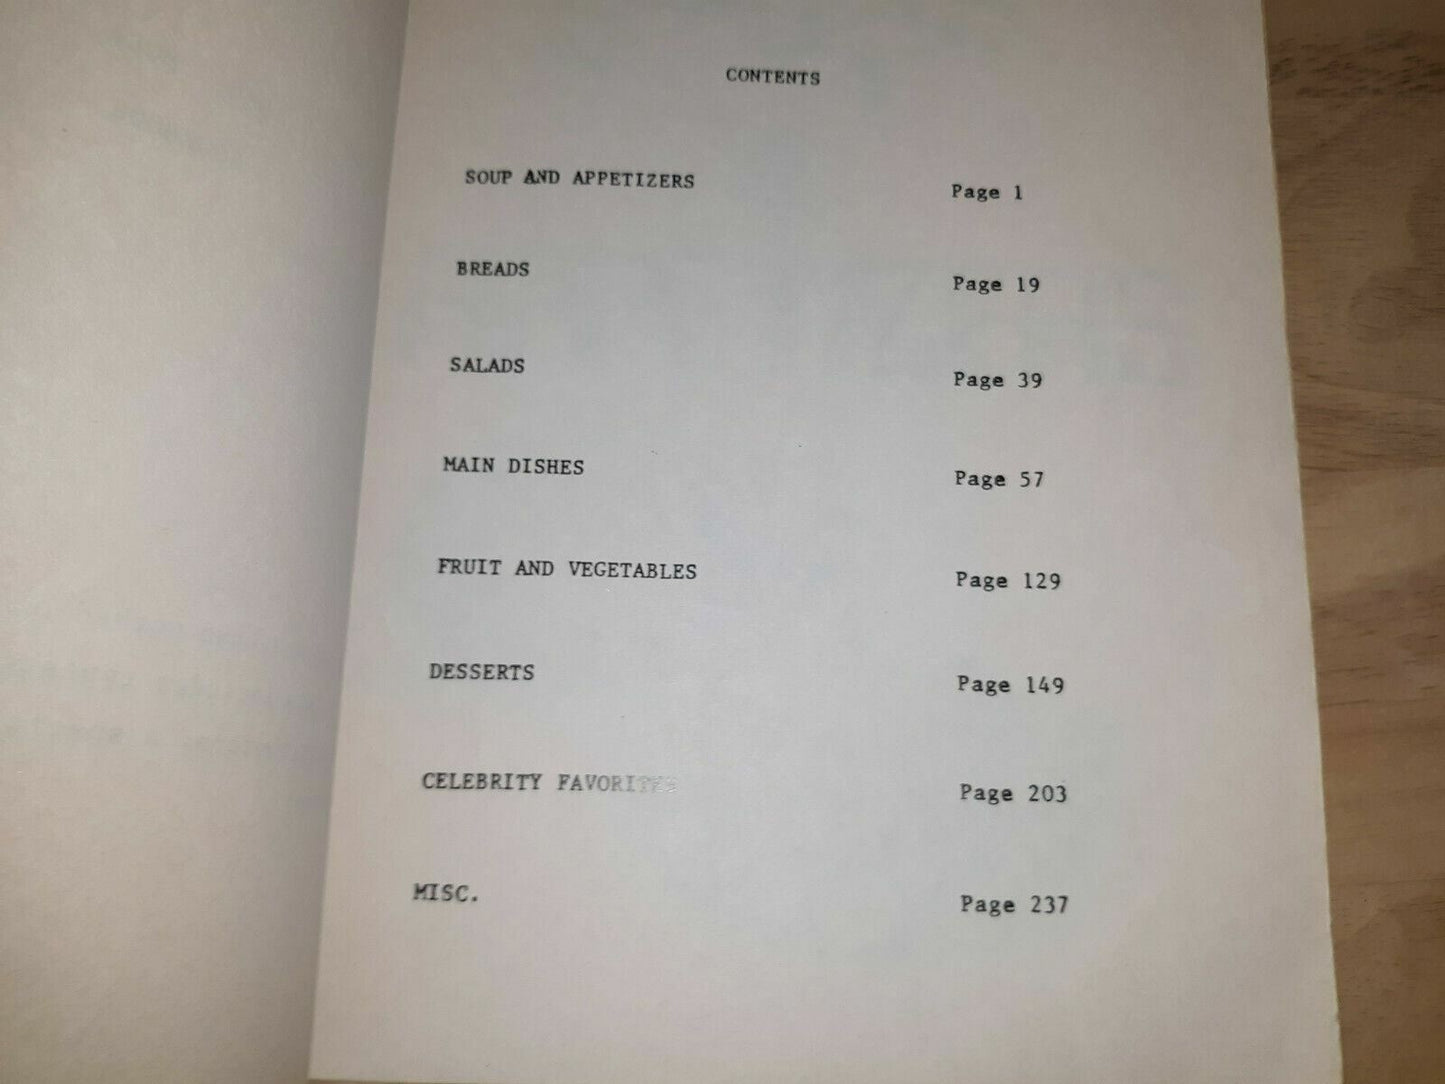 CONTENTS
SOUP AND APPETIZERS Page 1
BREADS Page 19
SALADS Page 39
MAIN DISHES Page 57
FRUIT AND VEGETABLES Page 129
DESSERTS Page 149
CELEBRITY FAVORITES Page 203
MISC. Page 237